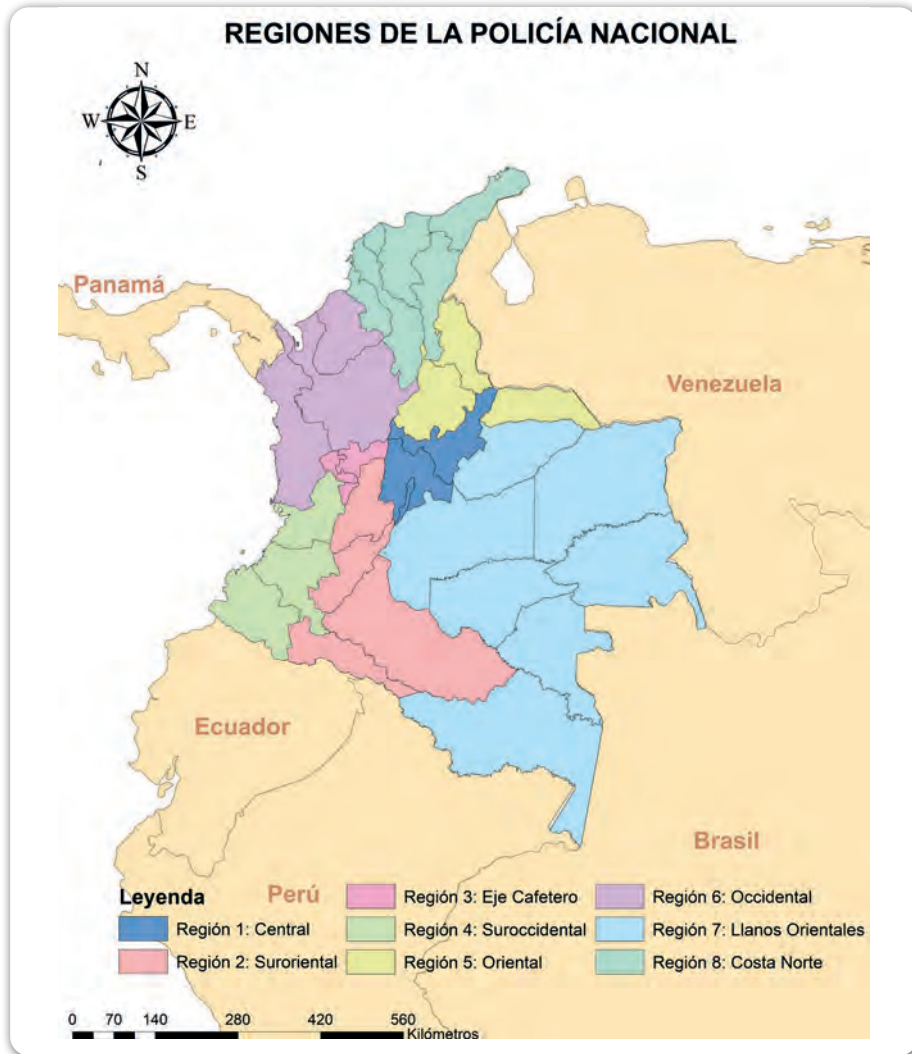 REGIONES DE LA POLICÍA NACIONAL
N
W
E
S
Panamá
Venezuela
Ecuador
Brasil
Perú
Leyenda
Región 1: Central
Región 2: Suroriental
Región 3: Eje Cafetero
Región 4: Suroccidental
Región 5: Oriental
Región 6: Occidental
Región 7: Llanos Orientales
Región 8: Costa Norte
0 70 140 280 420 560
Kilómetros